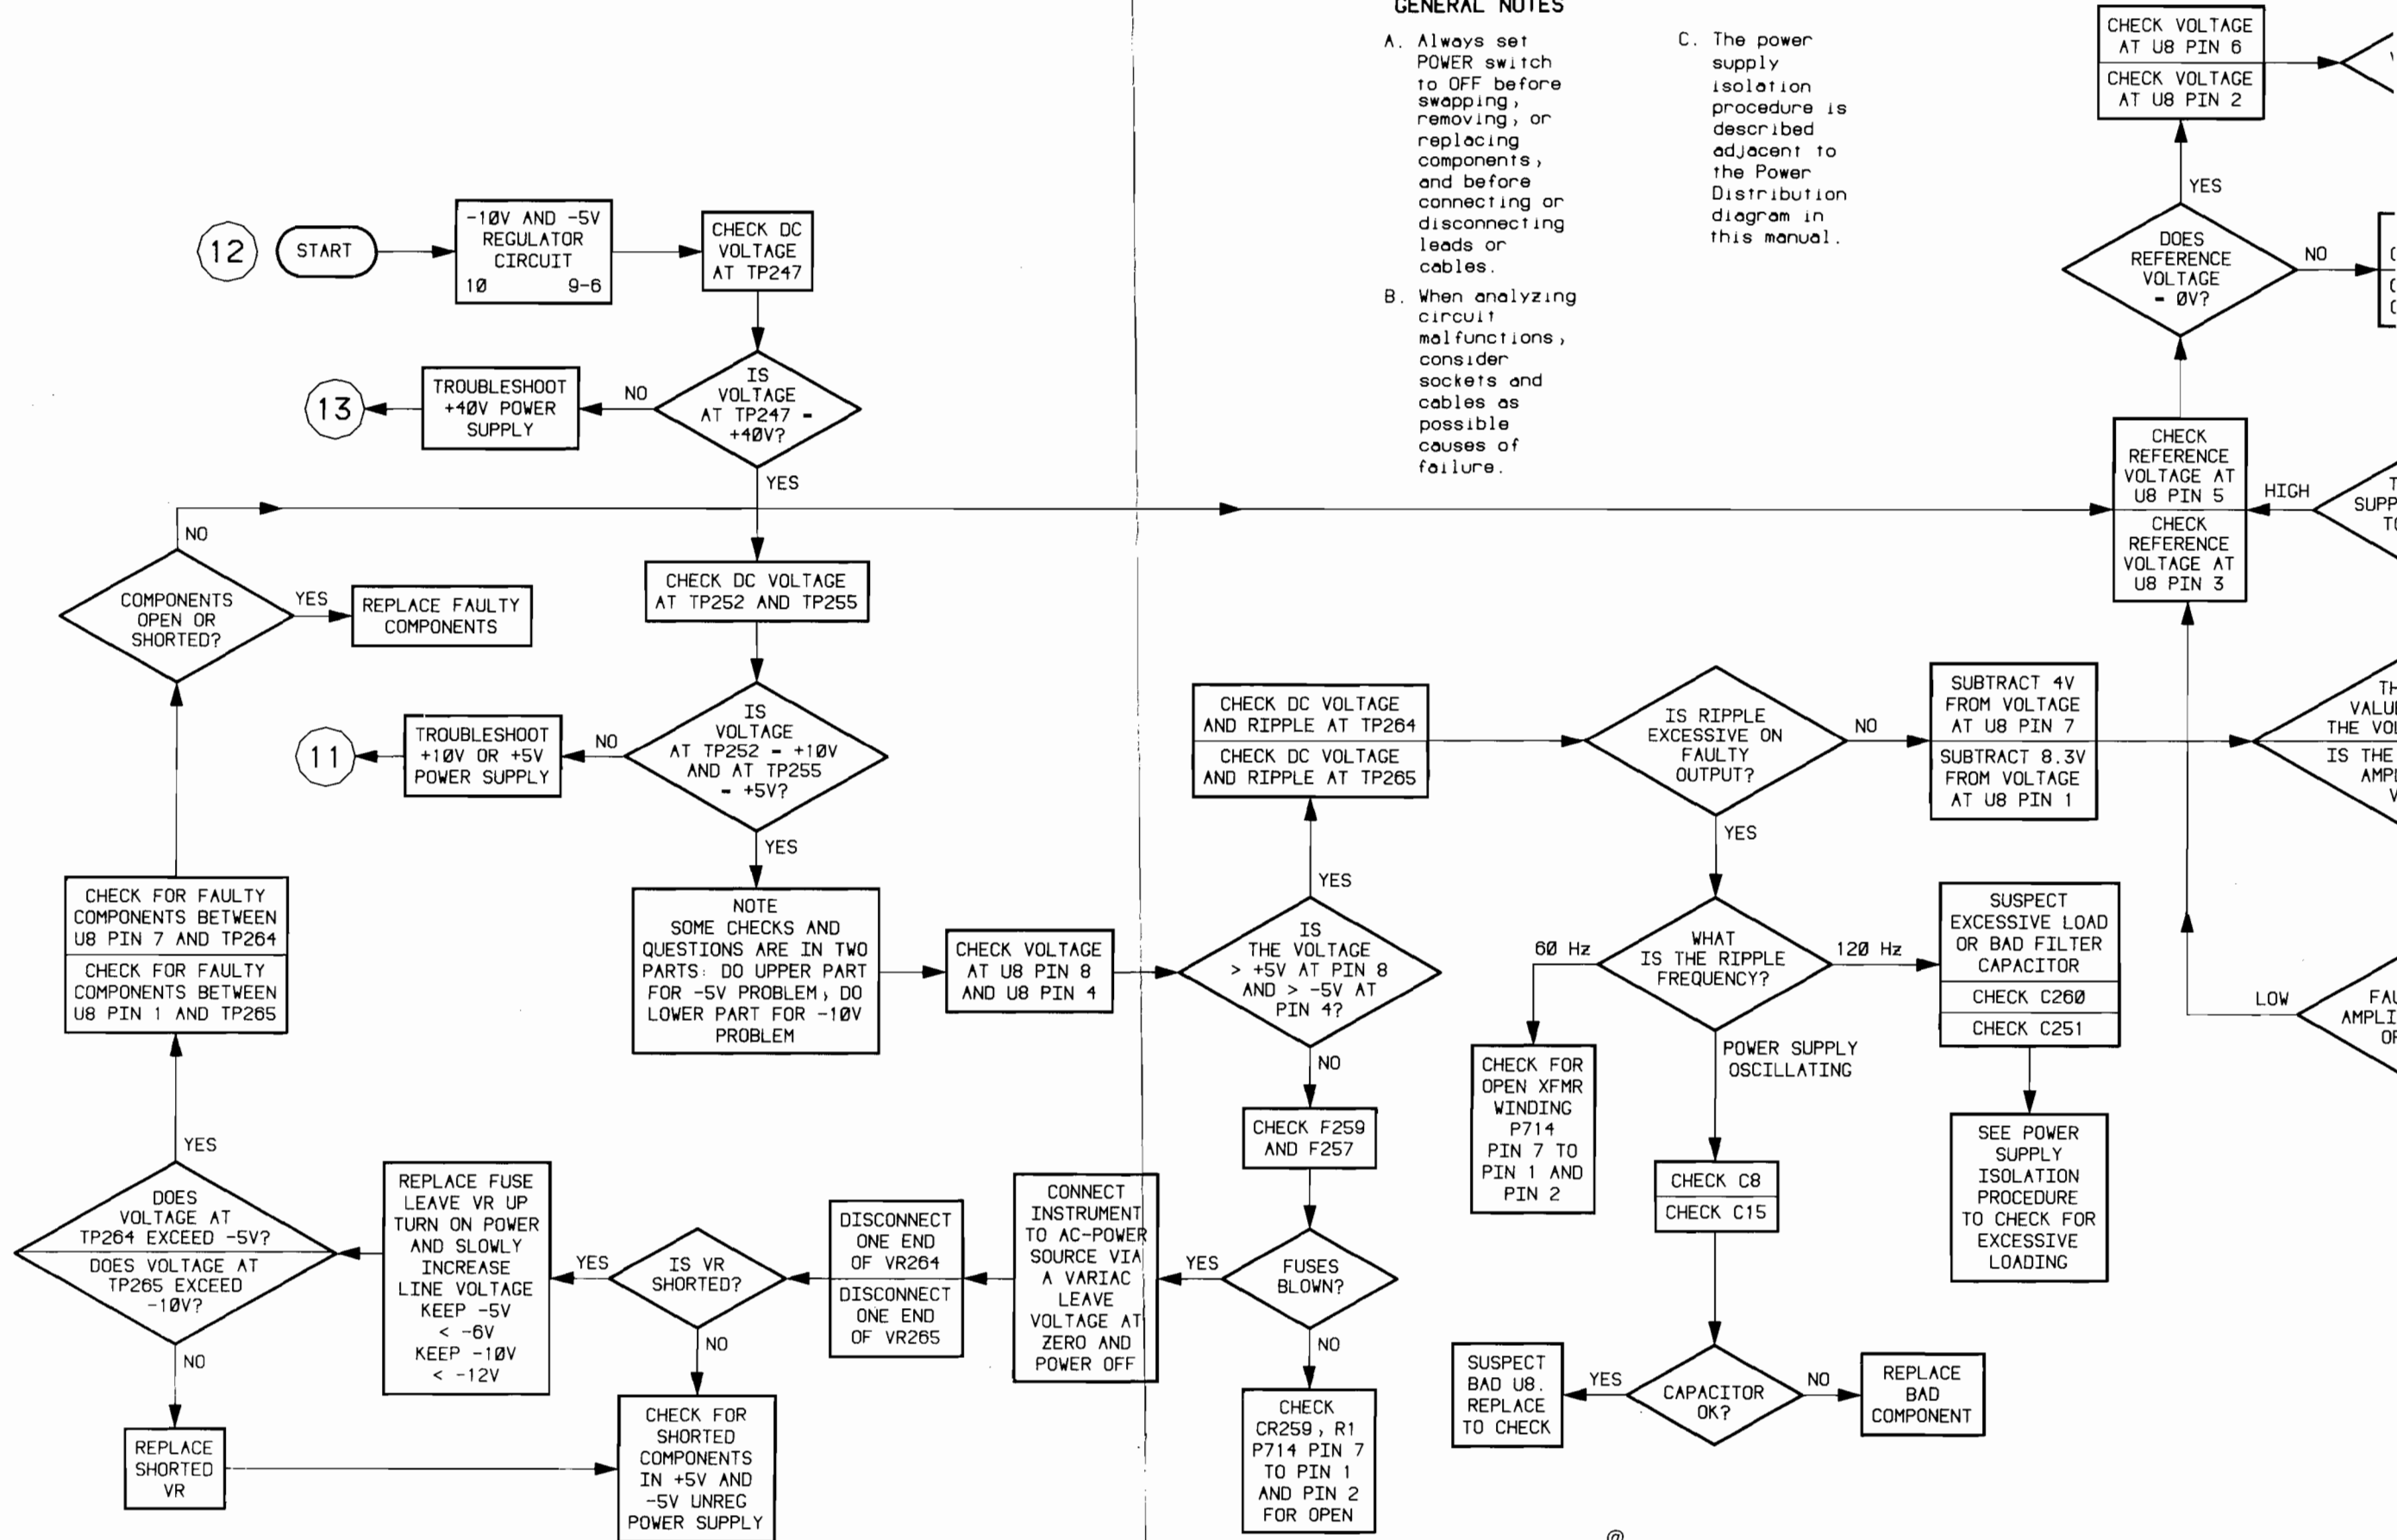 GENERAL NOTES
A. Always set
POWER switch
to OFF before
swapping,
removing, or
replacing
components,
and before
connecting or
disconnecting
leads or
cables.
B. When analyzing
circuit
malfunctions,
consider
sockets and
cables as
possible
causes of
failure.
C. The power
supply
isolation
procedure is
described
adjacent to
the Power
Distribution
diagram in
this manual.
12
START
-10V AND -5V
REGULATOR
CIRCUIT
10 9-6
CHECK DC
VOLTAGE
AT TP247
IS
VOLTAGE
AT TP247 =
+40V?
NO
TROUBLESHOOT
+40V POWER
SUPPLY
13
YES
CHECK DC VOLTAGE
AT TP252 AND TP255
IS
VOLTAGE
AT TP252 = +10V
AND AT TP255
= +5V?
NO
TROUBLESHOOT
+10V OR +5V
POWER SUPPLY
11
YES
NOTE
SOME CHECKS AND
QUESTIONS ARE IN TWO
PARTS: DO UPPER PART
FOR -5V PROBLEM, DO
LOWER PART FOR -10V
PROBLEM
CHECK VOLTAGE
AT U8 PIN 8
AND U8 PIN 4
IS
THE VOLTAGE
> +5V AT PIN 8
AND > -5V AT
PIN 4?
YES
CHECK DC VOLTAGE
AND RIPPLE AT TP264
CHECK DC VOLTAGE
AND RIPPLE AT TP265
IS RIPPLE
EXCESSIVE ON
FAULTY
OUTPUT?
NO
SUBTRACT 4V
FROM VOLTAGE
AT U8 PIN 7
SUBTRACT 8.3V
FROM VOLTAGE
AT U8 PIN 1
YES
WHAT
IS THE RIPPLE
FREQUENCY?
60 Hz
CHECK FOR
OPEN XFMR
WINDING
P714
PIN 7 TO
PIN 1 AND
PIN 2
120 Hz
SUSPECT
EXCESSIVE LOAD
OR BAD FILTER
CAPACITOR
CHECK C260
CHECK C251
SEE POWER
SUPPLY
ISOLATION
PROCEDURE
TO CHECK FOR
EXCESSIVE
LOADING
POWER SUPPLY
OSCILLATING
CHECK C8
CHECK C15
CAPACITOR
OK?
YES
SUSPECT
BAD U8.
REPLACE
TO CHECK
NO
REPLACE
BAD
COMPONENT
NO
CHECK F259
AND F257
FUSES
BLOWN?
NO
CHECK
CR259, R1
P714 PIN 7
TO PIN 1
AND PIN 2
FOR OPEN
YES
CONNECT
INSTRUMENT
TO AC-POWER
SOURCE VIA
A VARIAC
LEAVE
VOLTAGE AT
ZERO AND
POWER OFF
DISCONNECT
ONE END
OF VR264
DISCONNECT
ONE END
OF VR265
IS VR
SHORTED?
NO
CHECK FOR
SHORTED
COMPONENTS
IN +5V AND
-5V UNREG
POWER SUPPLY
YES
REPLACE FUSE
LEAVE VR UP
TURN ON POWER
AND SLOWLY
INCREASE
LINE VOLTAGE
KEEP -5V
< -6V
KEEP -10V
< -12V
DOES
VOLTAGE AT
TP264 EXCEED -5V?
DOES VOLTAGE AT
TP265 EXCEED
-10V?
NO
REPLACE
SHORTED
VR
YES
CHECK FOR FAULTY
COMPONENTS BETWEEN
U8 PIN 7 AND TP264
CHECK FOR FAULTY
COMPONENTS BETWEEN
U8 PIN 1 AND TP265
COMPONENTS
OPEN OR
SHORTED?
YES
REPLACE FAULTY
COMPONENTS
NO
CHECK
REFERENCE
VOLTAGE AT
U8 PIN 5
CHECK
REFERENCE
VOLTAGE AT
U8 PIN 3
HIGH
LOW
DOES
REFERENCE
VOLTAGE
= 0V?
NO
YES
CHECK VOLTAGE
AT U8 PIN 6
CHECK VOLTAGE
AT U8 PIN 2
THE VO
IS THE
@